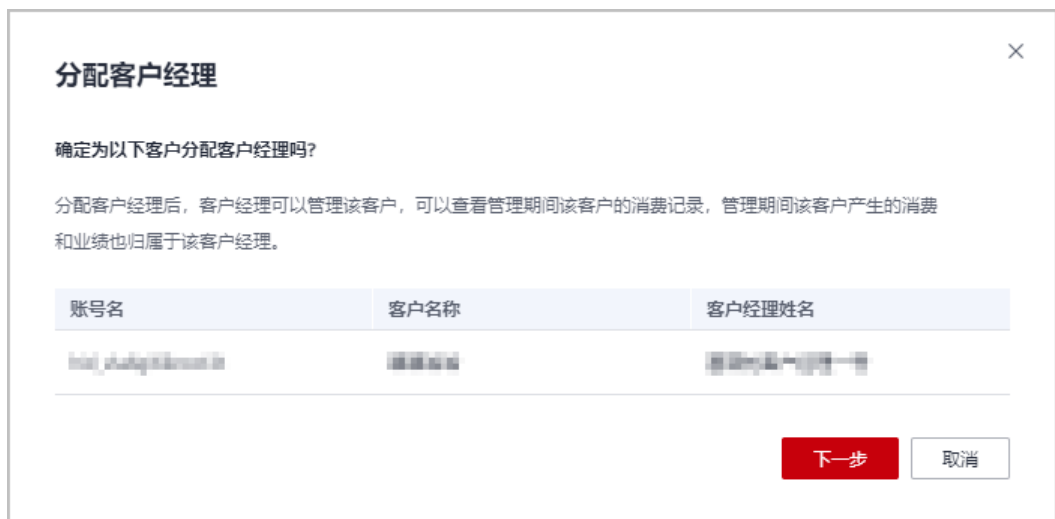 分配客户经理
确定为以下客户分配客户经理吗?
分配客户经理后，客户经理可以管理该客户，可以查看管理期间该客户的消费记录，管理期间该客户产生的消费
和业绩也归属于该客户经理。
账号名 客户名称 客户经理姓名
下一步 取消